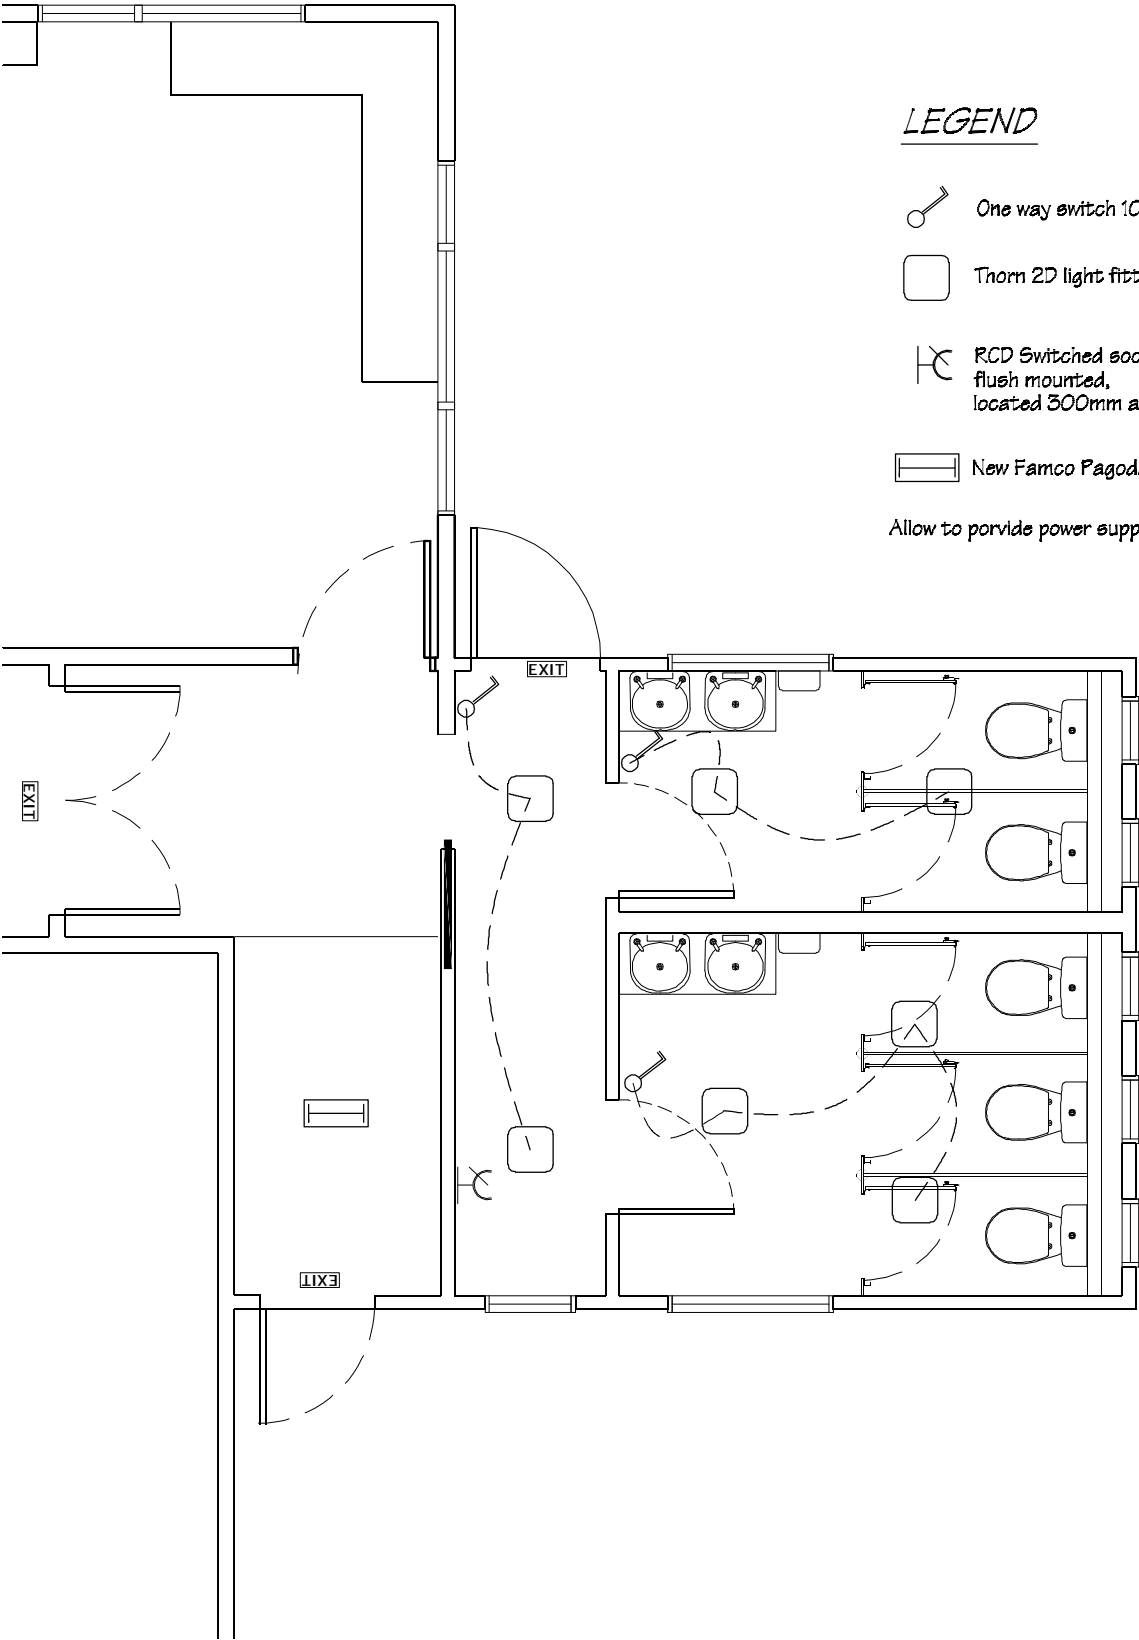 LEGEND
One way switch 10
Thorn 2D light fitt
RCD Switched soc
flush mounted,
located 300mm a
New Famco Pagod
Allow to porvide power supp
EXIT
EXIT
EXIT